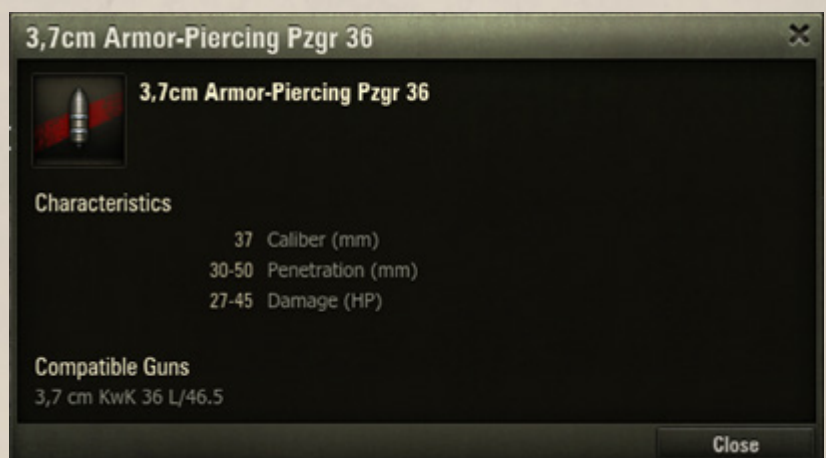 3,7cm Armor-Piercing Pzgr 36
3,7cm Armor-Piercing Pzgr 36
Characteristics
37 Caliber (mm)
30-50 Penetration (mm)
27-45 Damage (HP)
Compatible Guns
3,7 cm KwK 36 L/46.5
Close